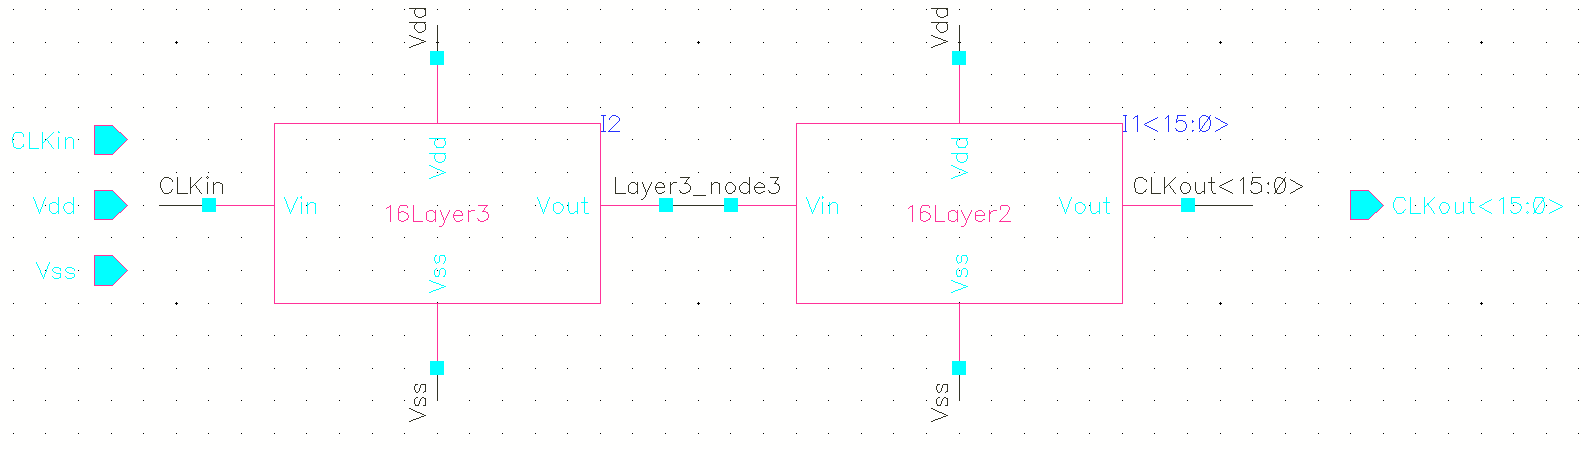 Vdd
Vdd
I2
I1<15:0>
CLKin
Vdd
Vdd
CLKin
Layer3_node3
CLKout<15:0>
Vdd
Vin
16Layer3
Vout
Vin
16Layer2
Vout
CLKout<15:0>
Vss
Vss
Vss
Vss
Vss